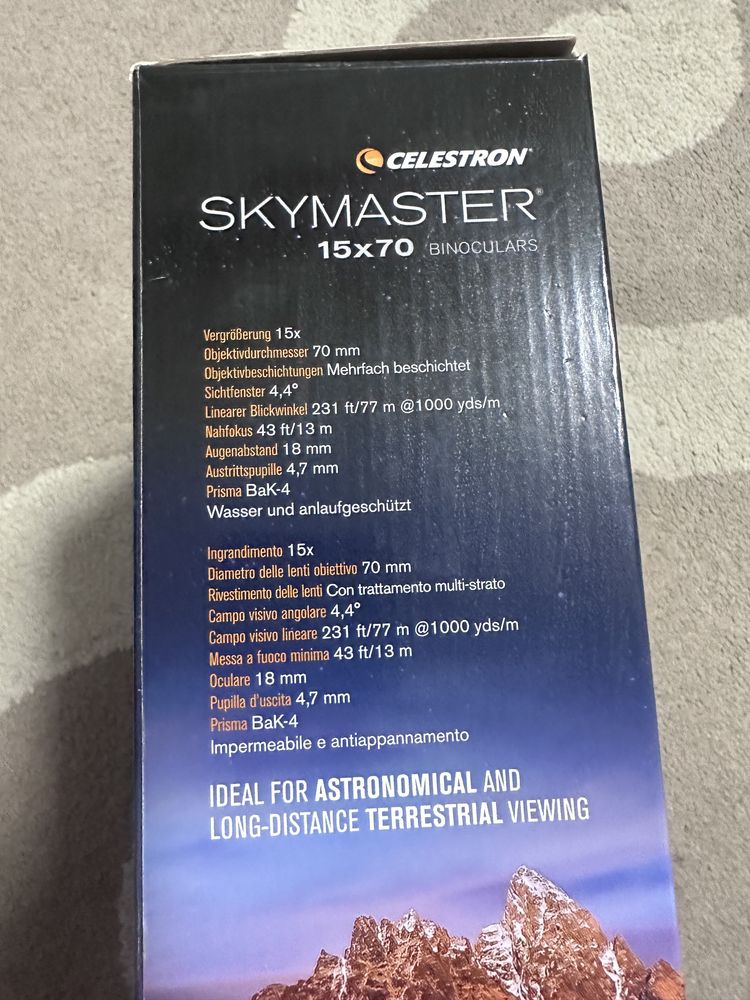 CELESTRON®
SKYMASTER®
15x70 BINOCULARS
Vergrößerung 15x
Objektivdurchmesser 70 mm
Objektivbeschichtungen Mehrfach beschichtet
Sichtfenster 4,4°
Linearer Blickwinkel 231 ft/77 m @1000 yds/m
Nahfokus 43 ft/13 m
Augenabstand 18 mm
Austrittspupille 4,7 mm
Prisma BaK-4
Wasser und anlaufgeschützt
Ingrandimento 15x
Diametro delle lenti obiettivo 70 mm
Rivestimento delle lenti Con trattamento multi-strato
Campo visivo angolare 4,4°
Campo visivo lineare 231 ft/77 m @1000 yds/m
Messa a fuoco minima 43 ft/13 m
Oculare 18 mm
Pupilla d'uscita 4,7 mm
Prisma BaK-4
Impermeabile e antiappannamento
IDEAL FOR ASTRONOMICAL AND
LONG-DISTANCE TERRESTRIAL VIEWING